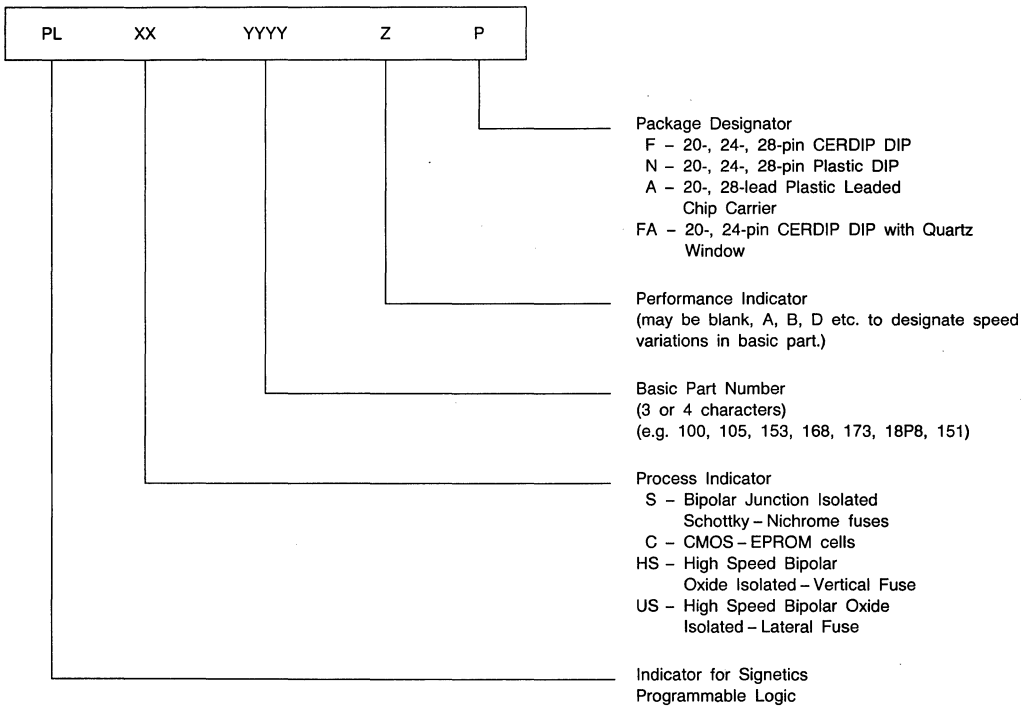 PL XX YYYY Z P
Package Designator
F – 20-, 24-, 28-pin CERDIP DIP
N – 20-, 24-, 28-pin Plastic DIP
A – 20-, 28-lead Plastic Leaded
Chip Carrier
FA – 20-, 24-pin CERDIP DIP with Quartz
Window
Performance Indicator
(may be blank, A, B, D etc. to designate speed
variations in basic part.)
Basic Part Number
(3 or 4 characters)
(e.g. 100, 105, 153, 168, 173, 18P8, 151)
Process Indicator
S – Bipolar Junction Isolated
Schottky – Nichrome fuses
C – CMOS – EPROM cells
HS – High Speed Bipolar
Oxide Isolated – Vertical Fuse
US – High Speed Bipolar Oxide
Isolated – Lateral Fuse
Indicator for Signetics
Programmable Logic